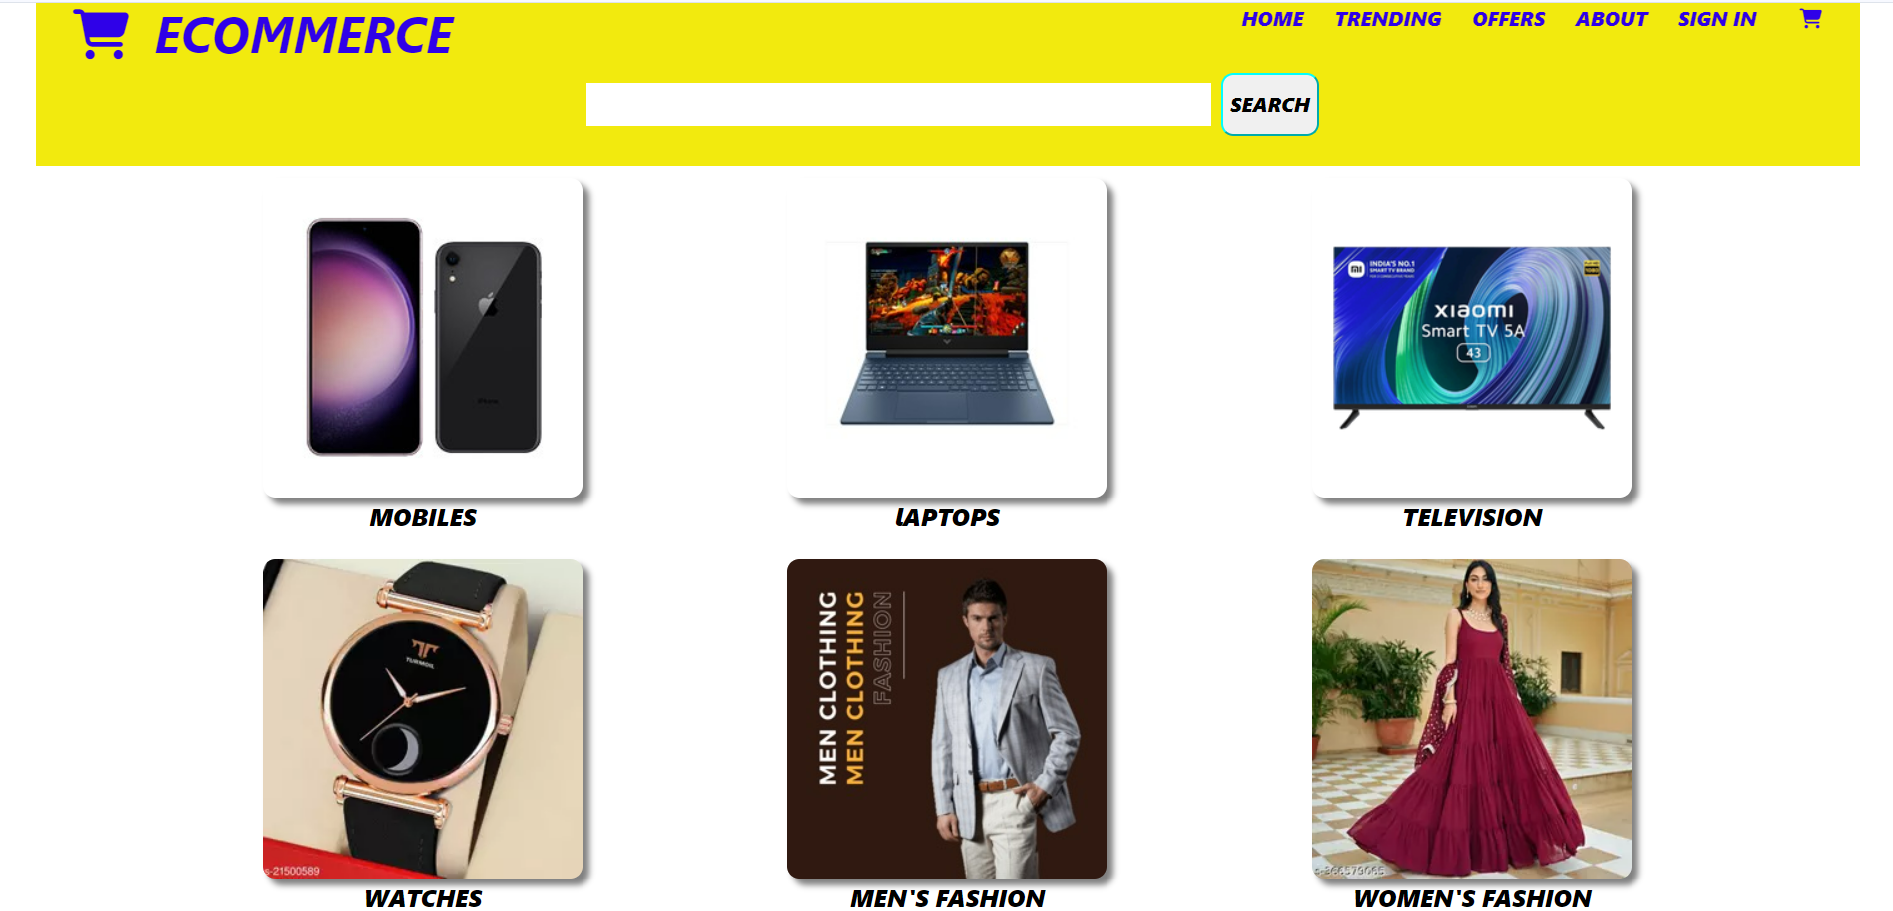 ECOMMERCE
HOME TRENDING OFFERS ABOUT SIGN IN
SEARCH
INDIA'S NO.1
SMART TV BRAND
xiaomi
Smart TV 5A
43
iPhone
MOBILES
lAPTOPS
TELEVISION
TURMOIL
s-21500589
MEN CLOTHING
MEN CLOTHING
FASHION
WATCHES
MEN'S FASHION
WOMEN'S FASHION